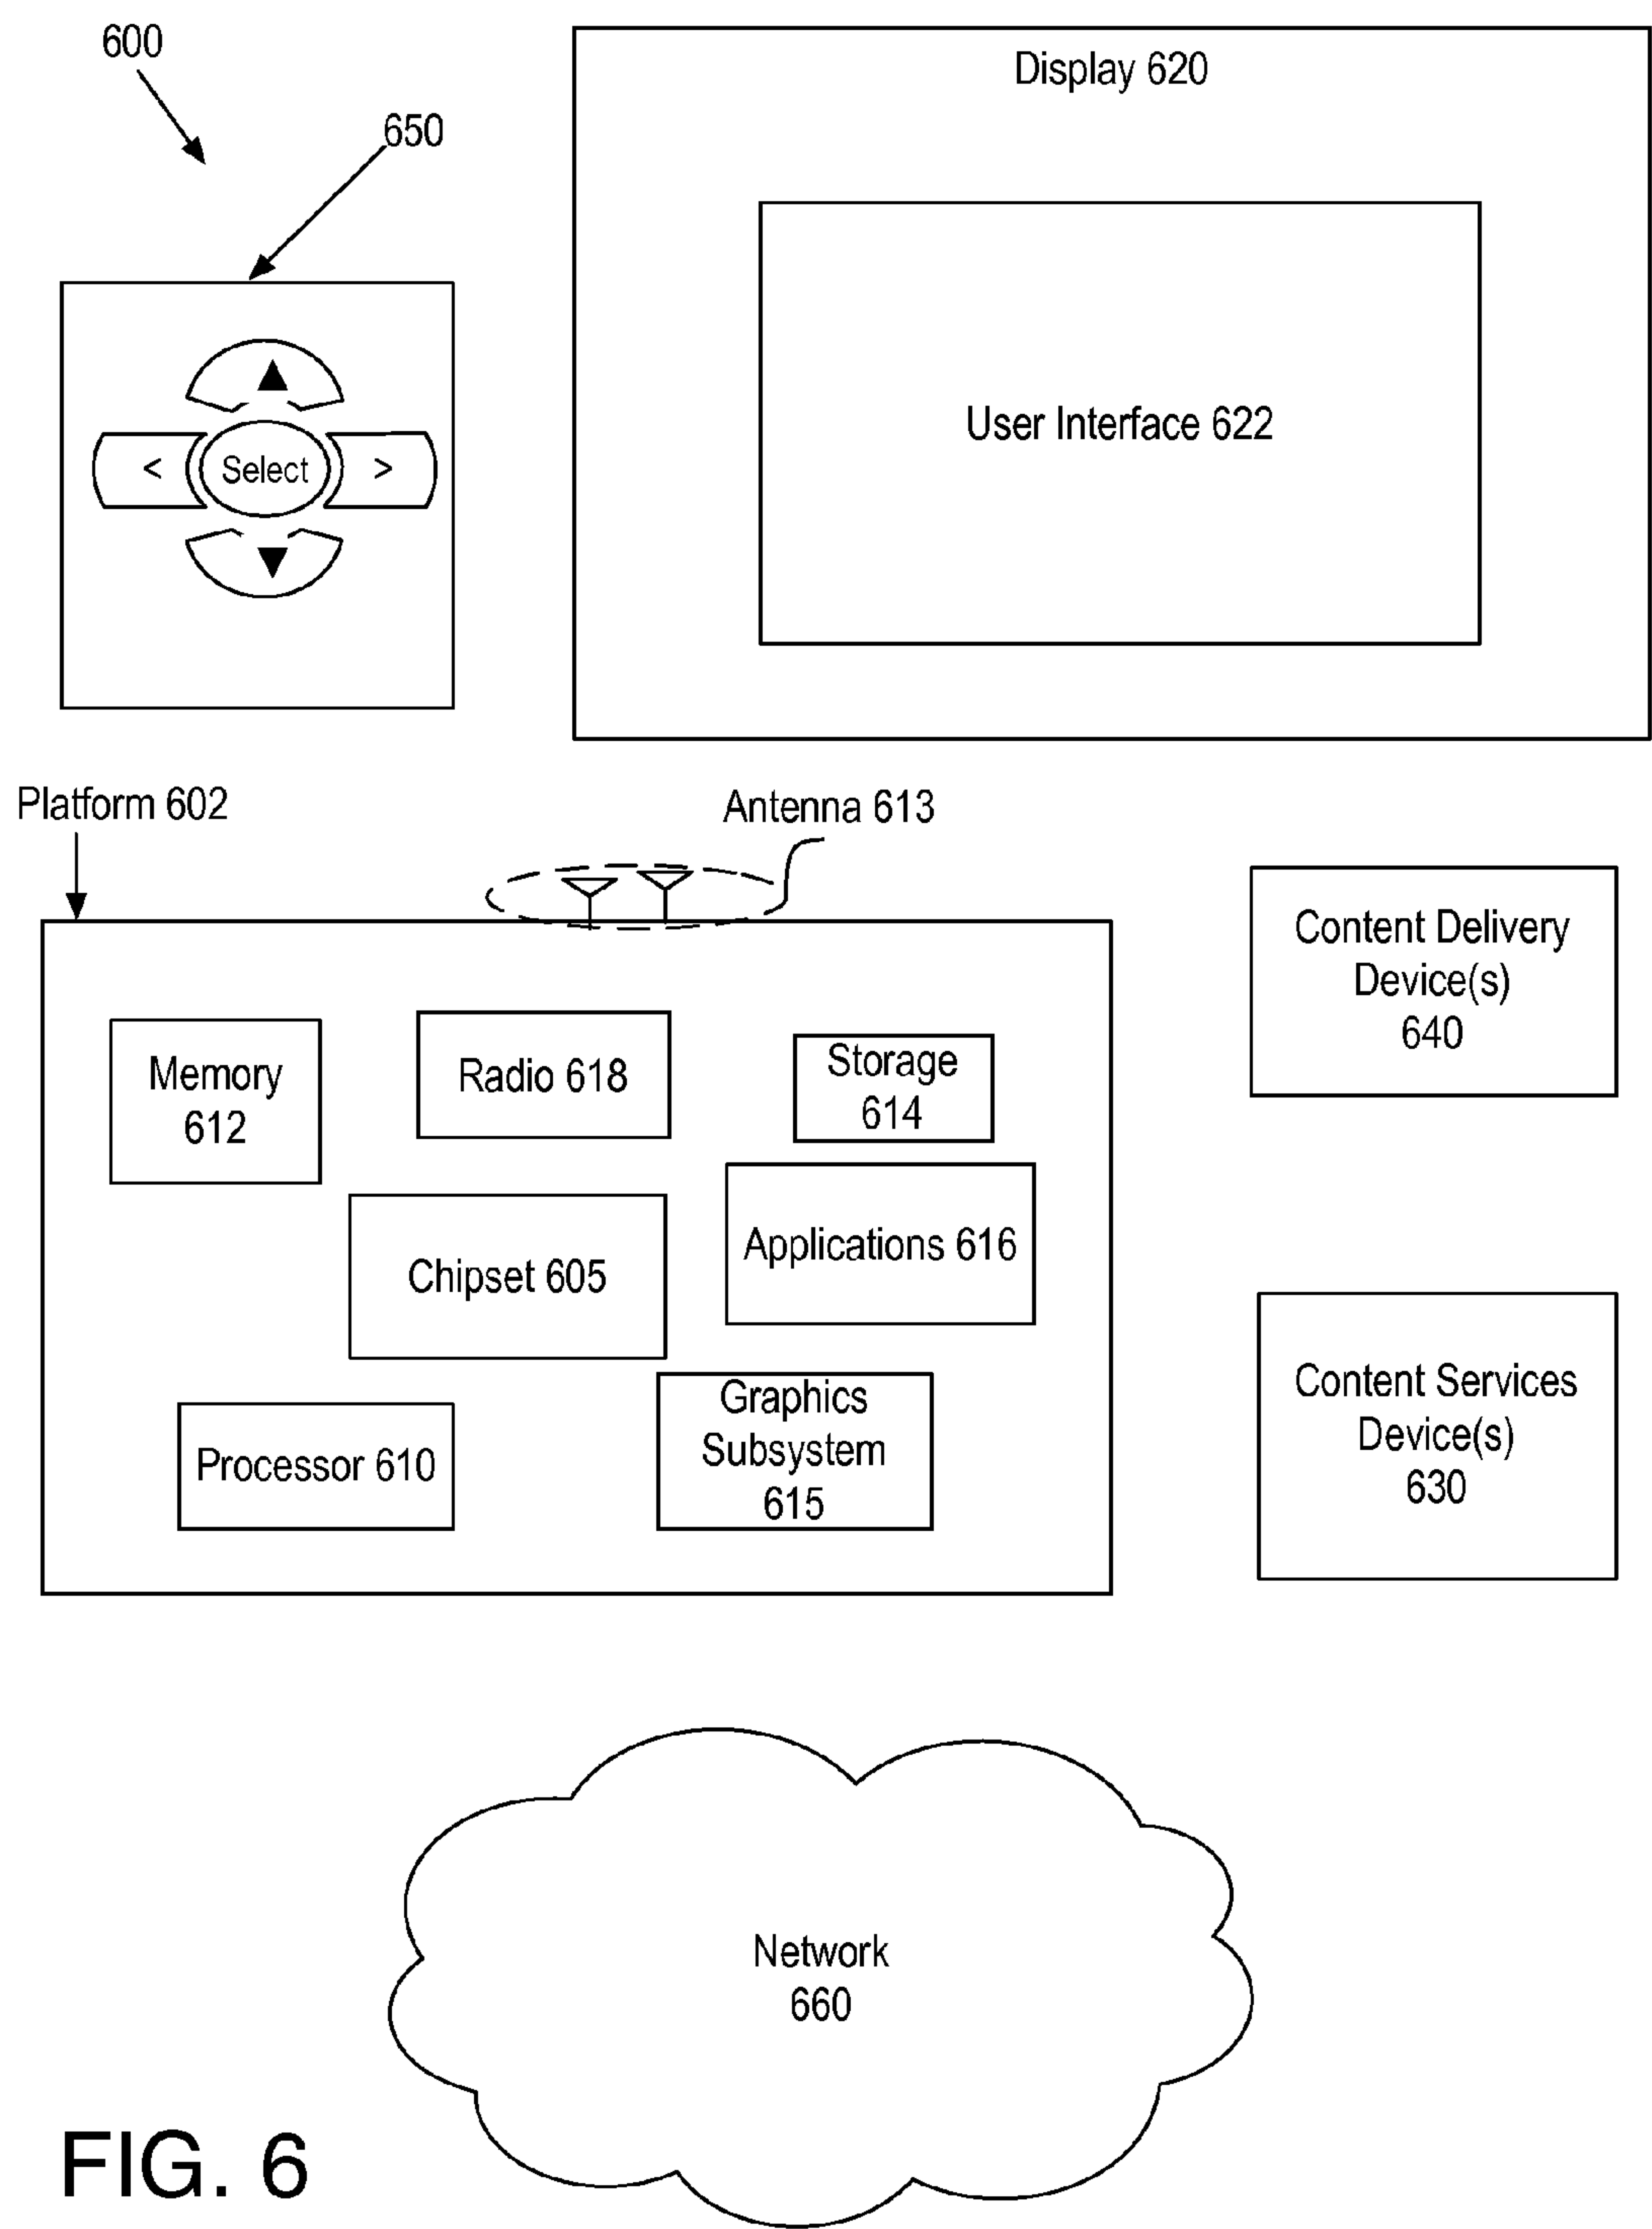 600
650
Display 620
User Interface 622
<
Select
>
Platform 602
Antenna 613
Memory
612
Radio 618
Storage
614
Chipset 605
Applications 616
Processor 610
Graphics
Subsystem
615
Content Delivery
Device(s)
640
Content Services
Device(s)
630
Network
660
FIG. 6